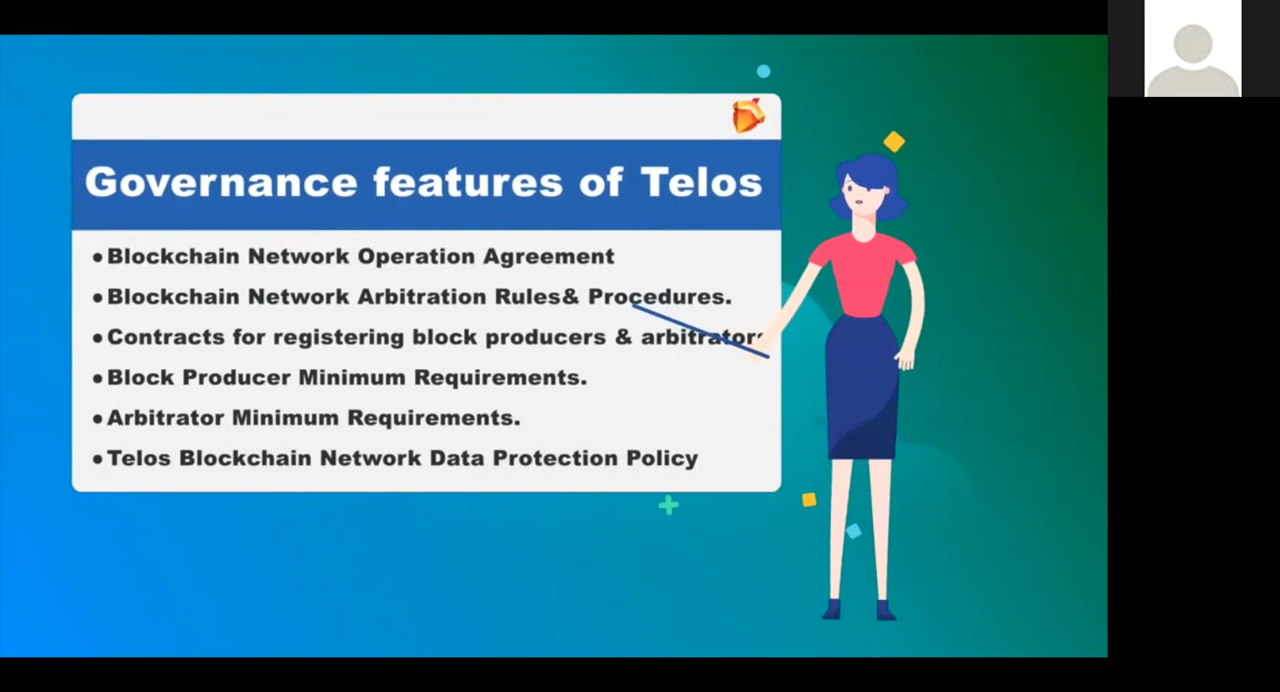 Governance features of Telos
•Blockchain Network Operation Agreement
•Blockchain Network Arbitration Rules& Procedures.
•Contracts for registering block producers & arbitrators
•Block Producer Minimum Requirements.
•Arbitrator Minimum Requirements.
•Telos Blockchain Network Data Protection Policy